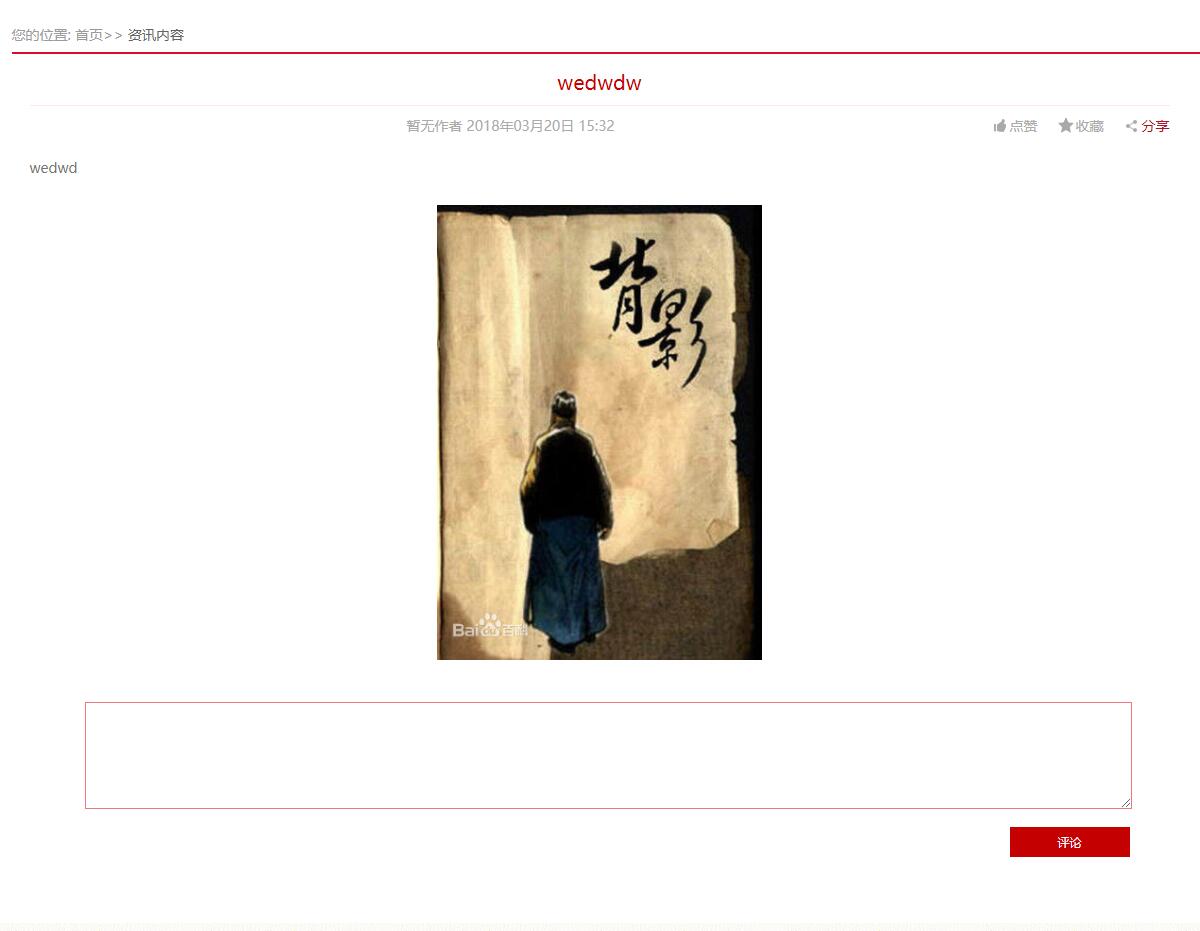 您的位置: 首页>> 资讯内容
wedwdw
暂无作者 2018年03月20日 15:32
点赞 收藏 分享
wedwd
背影
Baidu百科
评论